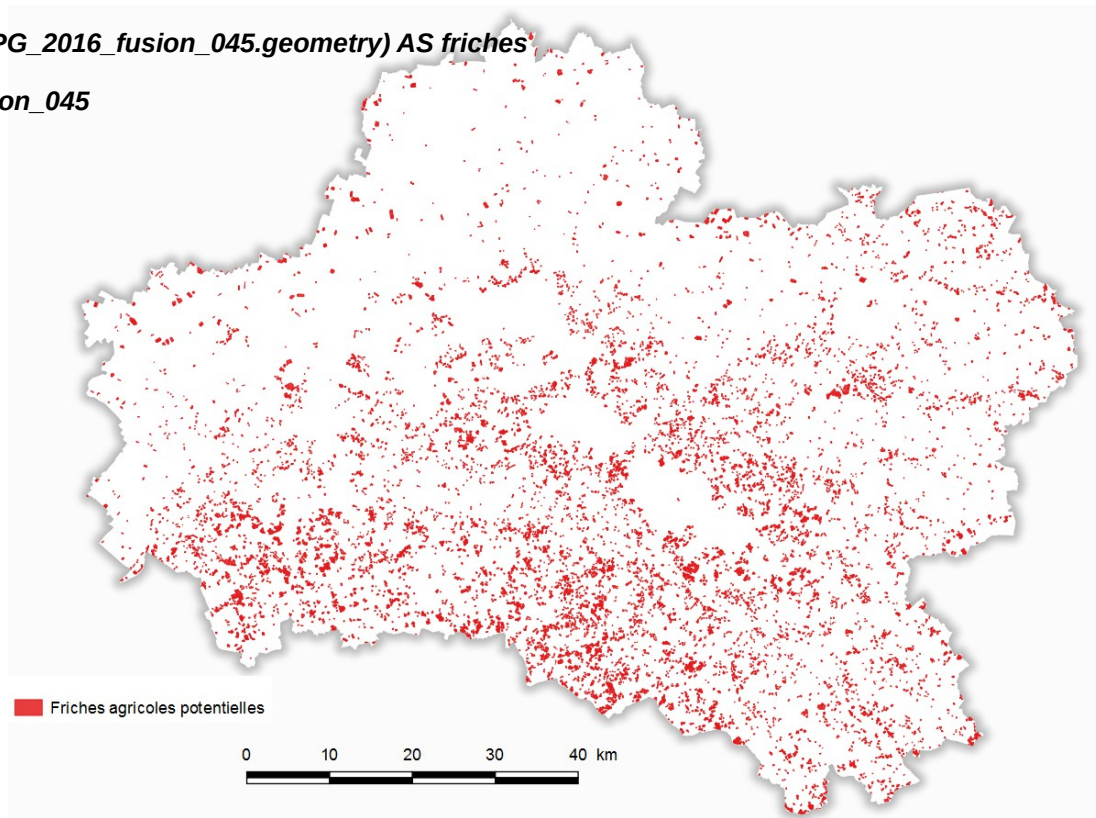 PG_2016_fusion_045.geometry) AS friches
on_045
Friches agricoles potentielles
0 10 20 30 40 km